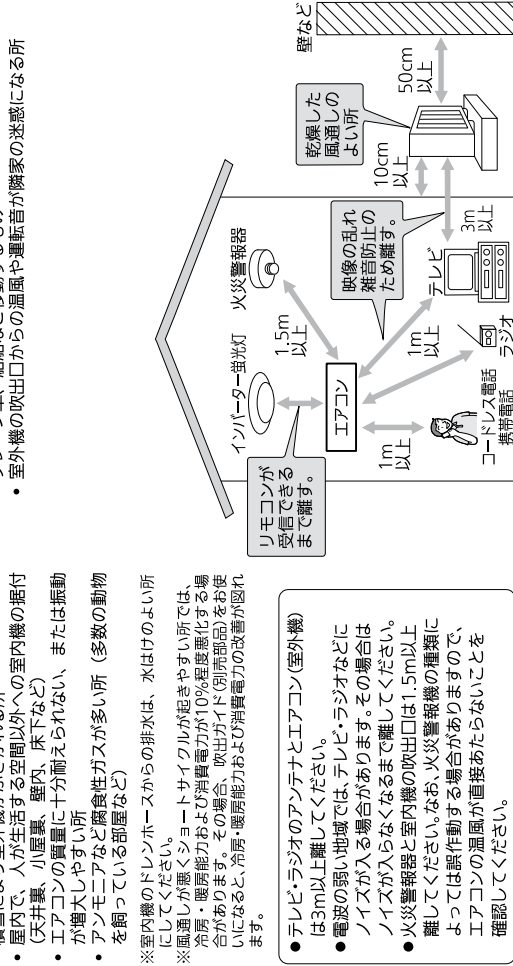 ・屋内で、人が生活する空間以外への室内機の据付
（天井裏、小屋裏、壁内、床下など）
・エアコンの質量に十分耐えられない、または振動
が増大しやすい所
・アンモニアなど腐食性ガスが多い所（多数の動物
を飼っている部屋など）
※室内機のドレンホースからの排水は、水はけのよい所
にしてください。
※風通しが悪くショートサイクルが起きやすい所では、
冷房・暖房能力および消費電力が10％程度悪化する場
合があります。その場合、吹出ガイド（別売部品）をお使
いになると、冷房・暖房能力および消費電力の改善が図れ
ます。
●テレビ・ラジオのアンテナとエアコン（室外機）
は3m以上離してください。
●電波の弱い地域では、テレビ・ラジオなどに
ノイズが入る場合があります。その場合は
ノイズが入らなくなるまで離してください。
●火災警報器と室内機の吹出口は1.5m以上
離してください。なお、火災警報機の種類に
よっては誤作動する場合がありますので、
エアコンの温風が直接あたらないことを
確認してください。
・室外機の吹出口からの温風や運転音が隣家の迷惑になる所
リモコンが
受信できる
まで離す。
インバーター蛍光灯
火災警報器
1.5m
以上
エアコン
映像の乱れ
雑音防止の
ため離す。
1m
以上
1m
以上
コードレス電話
携帯電話
ラジオ
テレビ
3m
以上
10cm
以上
乾燥した
風通しの
よい所
50cm
以上
壁など